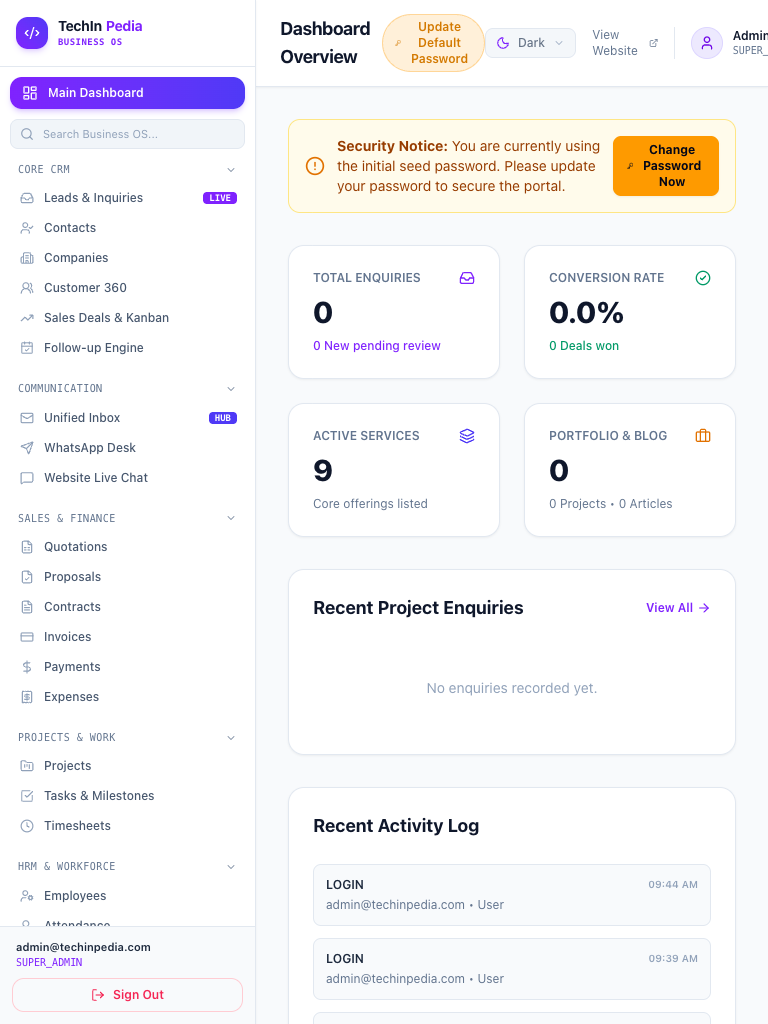 TechIn Pedia
BUSINESS OS
Main Dashboard
Search Business OS...
CORE CRM
Leads & Inquiries
LIVE
Contacts
Companies
Customer 360
Sales Deals & Kanban
Follow-up Engine
COMMUNICATION
Unified Inbox
HUB
WhatsApp Desk
Website Live Chat
SALES & FINANCE
Quotations
Proposals
Contracts
Invoices
Payments
Expenses
PROJECTS & WORK
Projects
Tasks & Milestones
Timesheets
HRM & WORKFORCE
Employees
Attendance
admin@techinpedia.com
SUPER_ADMIN
Sign Out
Dashboard
Overview
Update
Default
Password
Dark
View
Website
Admin
SUPER_
Security Notice: You are currently using
the initial seed password. Please update
your password to secure the portal.
Change
Password
Now
TOTAL ENQUIRIES
0
0 New pending review
CONVERSION RATE
0.0%
0 Deals won
ACTIVE SERVICES
9
Core offerings listed
PORTFOLIO & BLOG
0
0 Projects • 0 Articles
Recent Project Enquiries
View All
No enquiries recorded yet.
Recent Activity Log
LOGIN
09:44 AM
admin@techinpedia.com • User
LOGIN
09:39 AM
admin@techinpedia.com • User